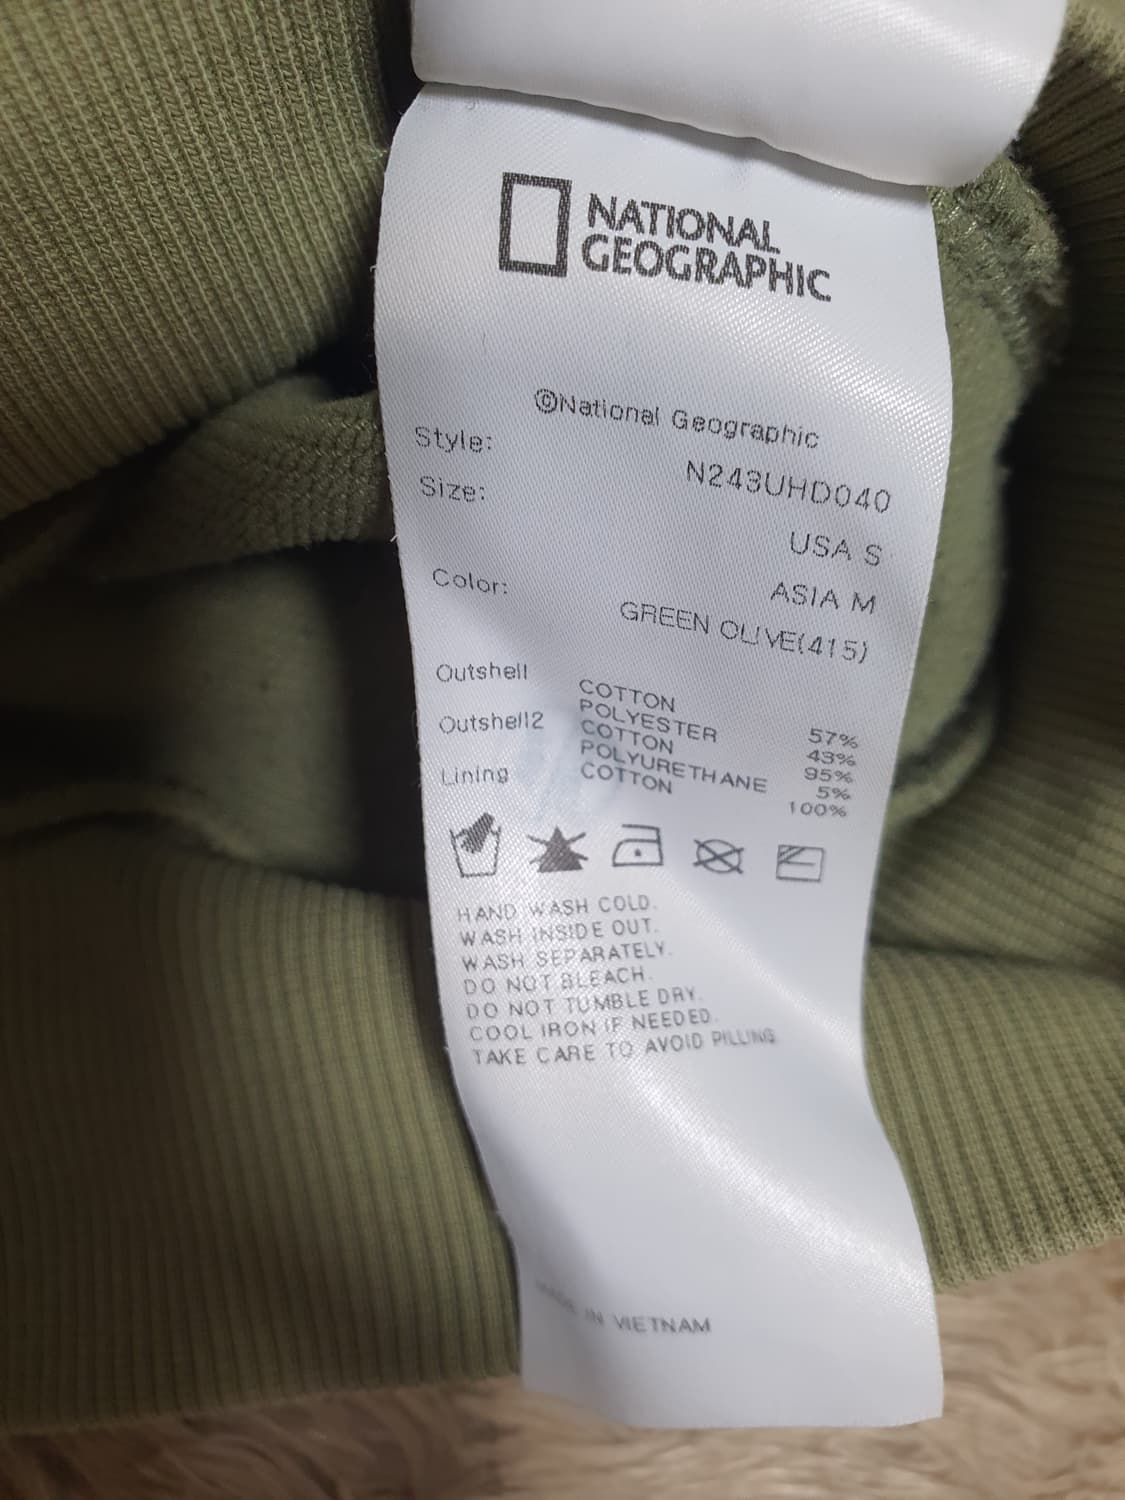 NATIONAL
GEOGRAPHIC
©National Geographic
Style: N243UHD040
Size: USA S
ASIA M
Color: GREEN OLIVE(415)
Outshell COTTON 57%
POLYESTER 43%
Outshell2 COTTON 95%
POLYURETHANE 5%
Lining COTTON 100%
HAND WASH COLD.
WASH INSIDE OUT.
WASH SEPARATELY.
DO NOT BLEACH.
DO NOT TUMBLE DRY.
COOL IRON IF NEEDED.
TAKE CARE TO AVOID PILLING
MADE IN VIETNAM